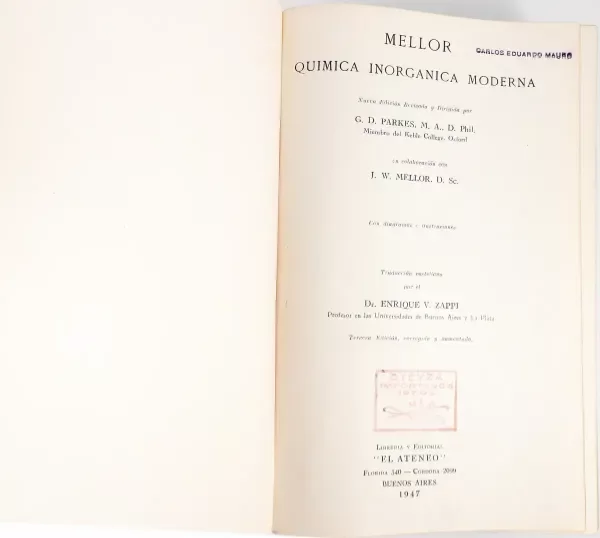 MELLOR
CARLOS EDUARDO MAURO
QUIMICA INORGANICA MODERNA
Nueva Edición Revisada y Dirigida por
G. D. PARKES, M. A., D. Phil.
Miembro del Keble College, Oxford
en colaboración con
J. W. MELLOR, D. Sc.
Con diagramas e ilustraciones
Traducción
por el
Dr. ENRIQUE V. ZAPPI
Profesor en las Universidades de Buenos Aires y La Plata
Tercera Edición, corregida y aumentada.
Librería y Editorial
"EL ATENEO"
Florida 340 — Córdoba 2099
BUENOS AIRES
1947